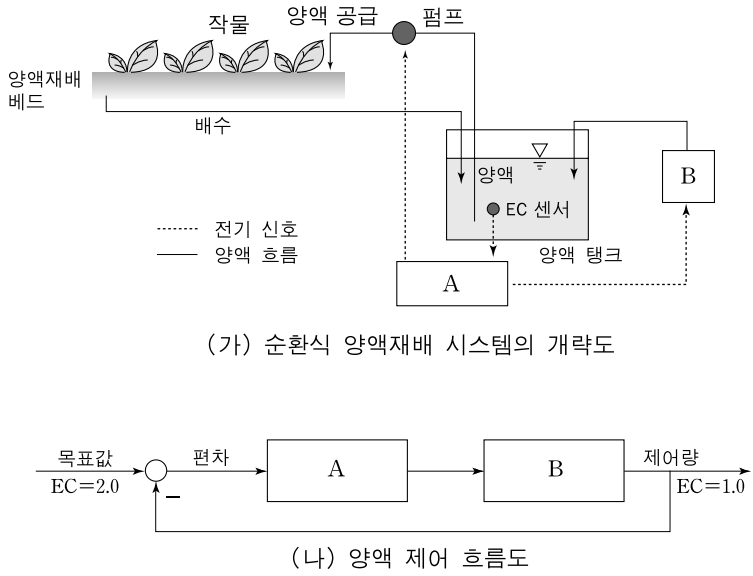 작물
양액 공급
펌프
양액재배
베드
배수
양액
B
EC 센서
전기 신호
양액 흐름
양액 탱크
A
(가) 순환식 양액재배 시스템의 개략도
목표값
EC=2.0
편차
A
B
제어량
EC=1.0
−
(나) 양액 제어 흐름도